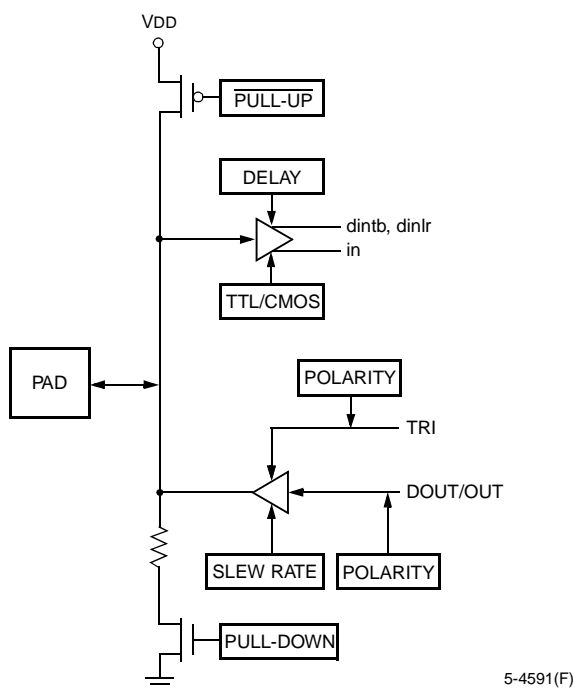 VDD
PULL-UP
DELAY
dintb, dinlr
in
TTL/CMOS
PAD
POLARITY
TRI
DOUT/OUT
SLEW RATE
POLARITY
PULL-DOWN
5-4591(F)